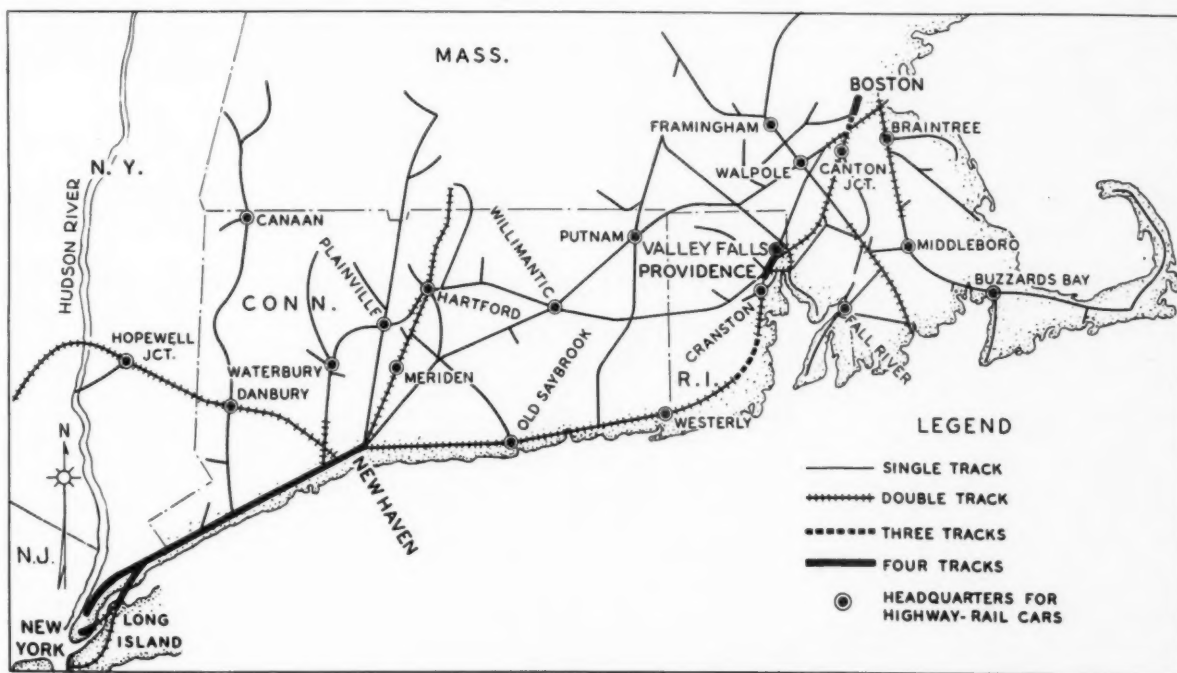 MASS.
BOSTON
FRAMINGHAM
BRAINTREE
WALPOLE
CANTON
JCT.
N.Y.
HUDSON RIVER
CANAAN
PLAINVILLE
WILLIMANTIC
PUTNAM
VALLEY FALLS
PROVIDENCE
MIDDLEBORO
BUZZARDS BAY
CONN.
HARTFORD
CRANSTON
FALL RIVER
HOPEWELL
JCT.
WATERBURY
DANBURY
MERIDEN
OLD SAYBROOK
R.I.
WESTERLY
NEW HAVEN
N
N.J.
NEW
YORK
LONG
ISLAND
LEGEND
SINGLE TRACK
DOUBLE TRACK
THREE TRACKS
FOUR TRACKS
HEADQUARTERS FOR
HIGHWAY-RAIL CARS